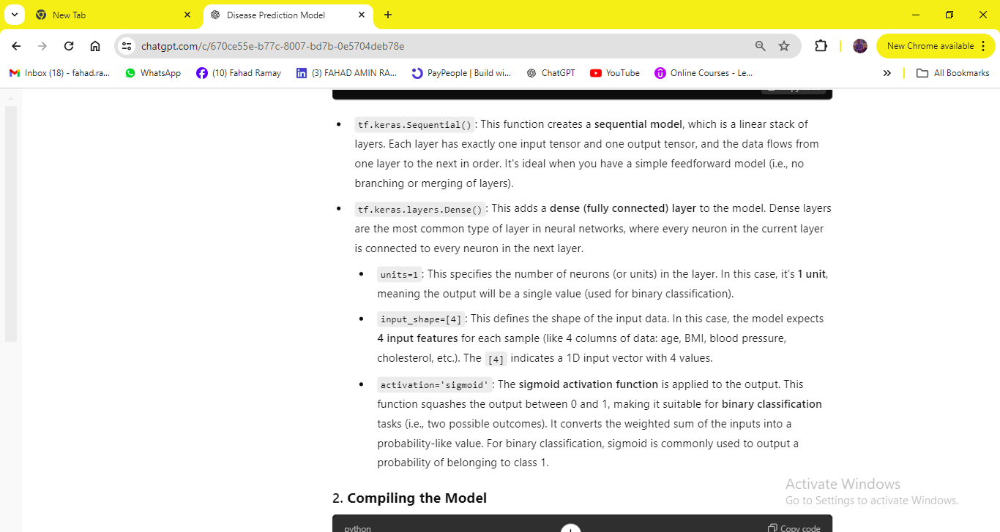 New Tab
Disease Prediction Model
chatgpt.com/c/670ce55e-b77c-8007-bd7b-0e5704deb78e
New Chrome available
Inbox (18) - fahad.ra...
WhatsApp
(10) Fahad Ramay
(3) FAHAD AMIN RA...
PayPeople | Build wi...
ChatGPT
YouTube
Online Courses - Le...
All Bookmarks
tf.keras.Sequential() : This function creates a sequential model, which is a linear stack of
layers. Each layer has exactly one input tensor and one output tensor, and the data flows from
one layer to the next in order. It's ideal when you have a simple feedforward model (i.e., no
branching or merging of layers).
tf.keras.layers.Dense() : This adds a dense (fully connected) layer to the model. Dense layers
are the most common type of layer in neural networks, where every neuron in the current layer
is connected to every neuron in the next layer.
units=1 : This specifies the number of neurons (or units) in the layer. In this case, it's 1 unit,
meaning the output will be a single value (used for binary classification).
input_shape=[4] : This defines the shape of the input data. In this case, the model expects
4 input features for each sample (like 4 columns of data: age, BMI, blood pressure,
cholesterol, etc.). The [4] indicates a 1D input vector with 4 values.
activation='sigmoid' : The sigmoid activation function is applied to the output. This
function squashes the output between 0 and 1, making it suitable for binary classification
tasks (i.e., two possible outcomes). It converts the weighted sum of the inputs into a
probability-like value. For binary classification, sigmoid is commonly used to output a
probability of belonging to class 1.
Activate Windows
Go to Settings to activate Windows.
2. Compiling the Model
python
Copy code